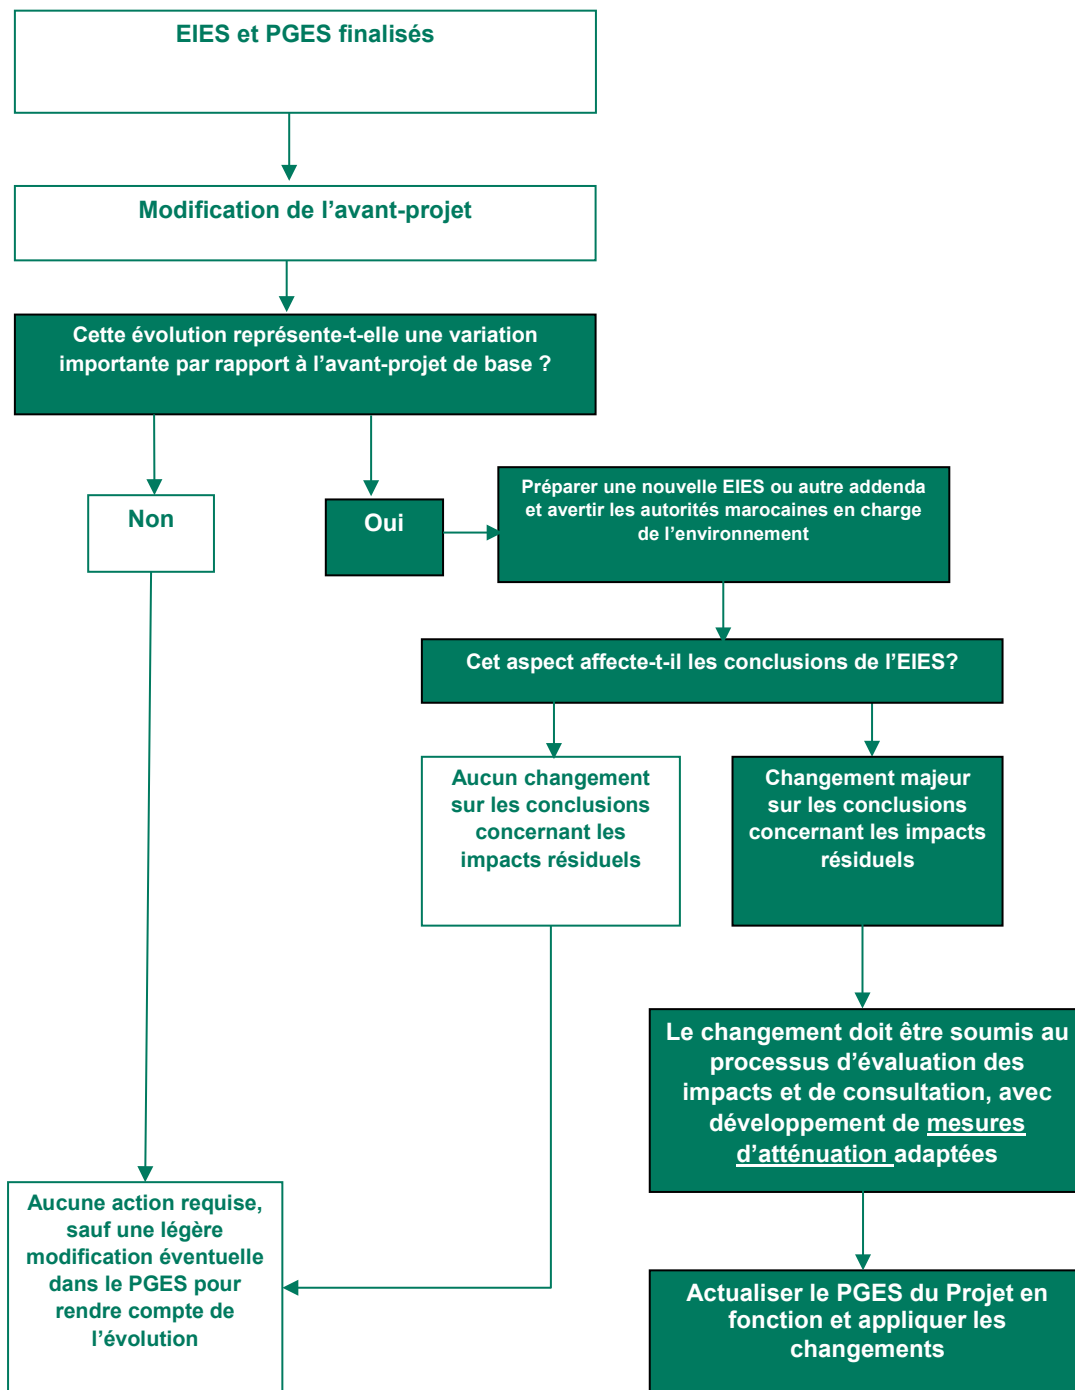 EIES et PGES finalisés
Modification de l’avant-projet
Cette évolution représente-t-elle une variation
importante par rapport à l’avant-projet de base ?
Non
Oui
Préparer une nouvelle EIES ou autre addenda
et avertir les autorités marocaines en charge
de l’environnement
Cet aspect affecte-t-il les conclusions de l’EIES?
Aucun changement
sur les conclusions
concernant les
impacts résiduels
Changement majeur
sur les conclusions
concernant les impacts
résiduels
Le changement doit être soumis au
processus d’évaluation des
impacts et de consultation, avec
développement de mesures
d’atténuation adaptées
Aucune action requise,
sauf une légère
modification éventuelle
dans le PGES pour
rendre compte de
l’évolution
Actualiser le PGES du Projet en
fonction et appliquer les
changements